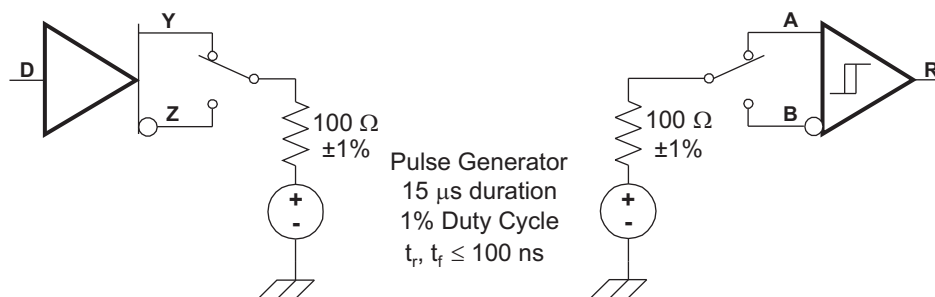 Y
D
Z
100 Ω
±1%
+
-
Pulse Generator
15 μs duration
1% Duty Cycle
tr, tf ≤ 100 ns
A
R
B
100 Ω
±1%
+
-